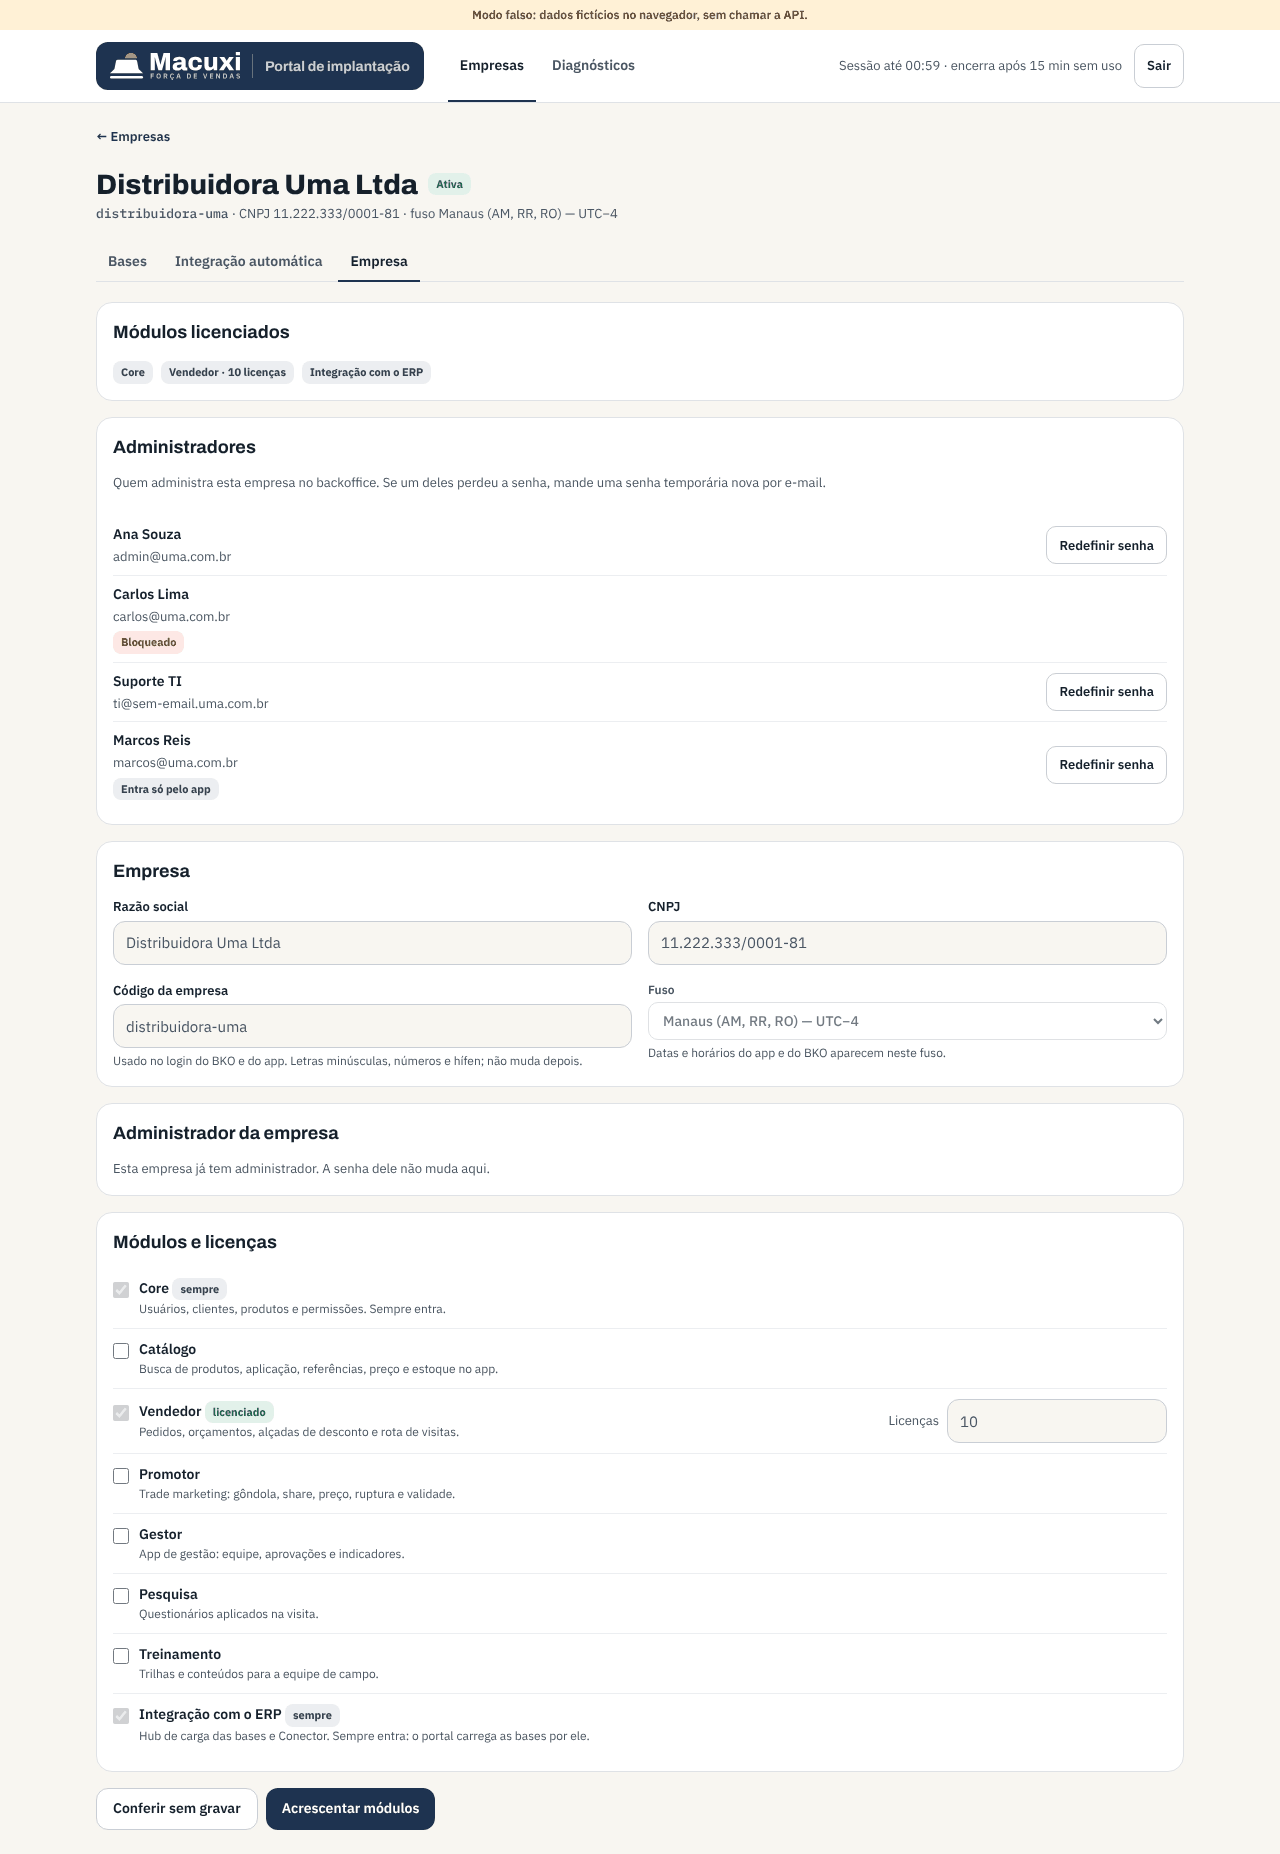 Modo falso: dados fictícios no navegador, sem chamar a API.
Macuxi
FORÇA DE VENDAS
Portal de implantação
Empresas
Diagnósticos
Sessão até 00:59 · encerra após 15 min sem uso
Sair
← Empresas
Distribuidora Uma Ltda
Ativa
distribuidora-uma · CNPJ 11.222.333/0001-81 · fuso Manaus (AM, RR, RO) — UTC−4
Bases
Integração automática
Empresa
Módulos licenciados
Core
Vendedor · 10 licenças
Integração com o ERP
Administradores
Quem administra esta empresa no backoffice. Se um deles perdeu a senha, mande uma senha temporária nova por e-mail.
Ana Souza
admin@uma.com.br
Redefinir senha
Carlos Lima
carlos@uma.com.br
Bloqueado
Suporte TI
ti@sem-email.uma.com.br
Redefinir senha
Marcos Reis
marcos@uma.com.br
Entra só pelo app
Redefinir senha
Empresa
Razão social
Distribuidora Uma Ltda
CNPJ
11.222.333/0001-81
Código da empresa
distribuidora-uma
Usado no login do BKO e do app. Letras minúsculas, números e hífen; não muda depois.
Fuso
Manaus (AM, RR, RO) — UTC−4
Datas e horários do app e do BKO aparecem neste fuso.
Administrador da empresa
Esta empresa já tem administrador. A senha dele não muda aqui.
Módulos e licenças
Core sempre
Usuários, clientes, produtos e permissões. Sempre entra.
Catálogo
Busca de produtos, aplicação, referências, preço e estoque no app.
Vendedor licenciado
Pedidos, orçamentos, alçadas de desconto e rota de visitas.
Licenças
10
Promotor
Trade marketing: gôndola, share, preço, ruptura e validade.
Gestor
App de gestão: equipe, aprovações e indicadores.
Pesquisa
Questionários aplicados na visita.
Treinamento
Trilhas e conteúdos para a equipe de campo.
Integração com o ERP sempre
Hub de carga das bases e Conector. Sempre entra: o portal carrega as bases por ele.
Conferir sem gravar
Acrescentar módulos